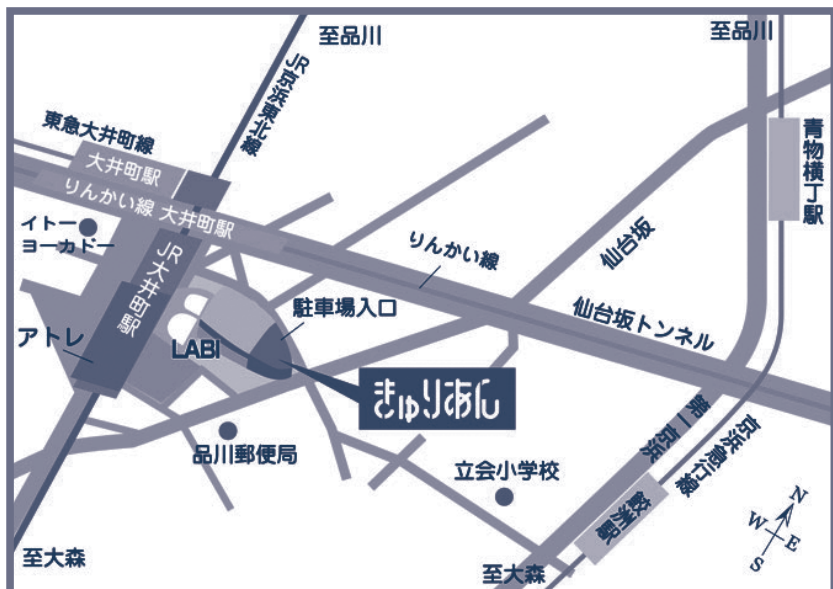 至品川
至品川
JR京浜東北線
東急大井町線
大井町駅
りんかい線 大井町駅
青物横丁駅
イトー
ヨーカドー
JR大井町駅
りんかい線
仙台坂
駐車場入口
仙台坂トンネル
アトレ
LABI
きゅりあん
第一京浜
京浜急行線
品川郵便局
立会小学校
鮫洲駅
N
W
E
S
至大森
至大森